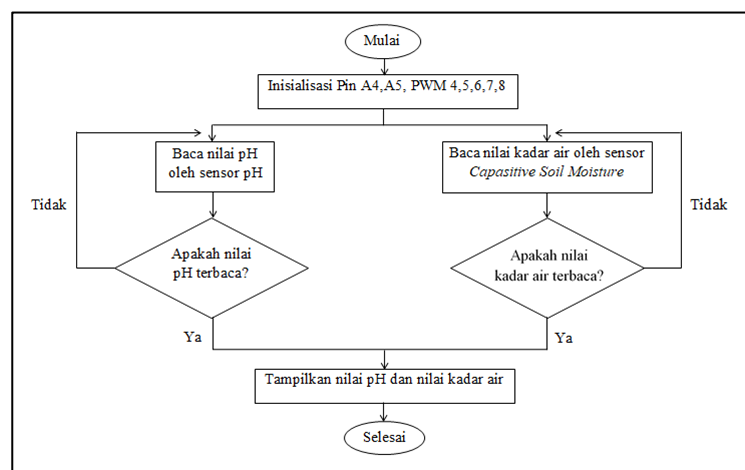 Mulai
Inisialisasi Pin A4,A5, PWM 4,5,6,7,8
Baca nilai pH
oleh sensor pH
Baca nilai kadar air oleh sensor
Capasitive Soil Moisture
Tidak
Tidak
Apakah nilai
pH terbaca?
Apakah nilai
kadar air terbaca?
Ya
Ya
Tampilkan nilai pH dan nilai kadar air
Selesai